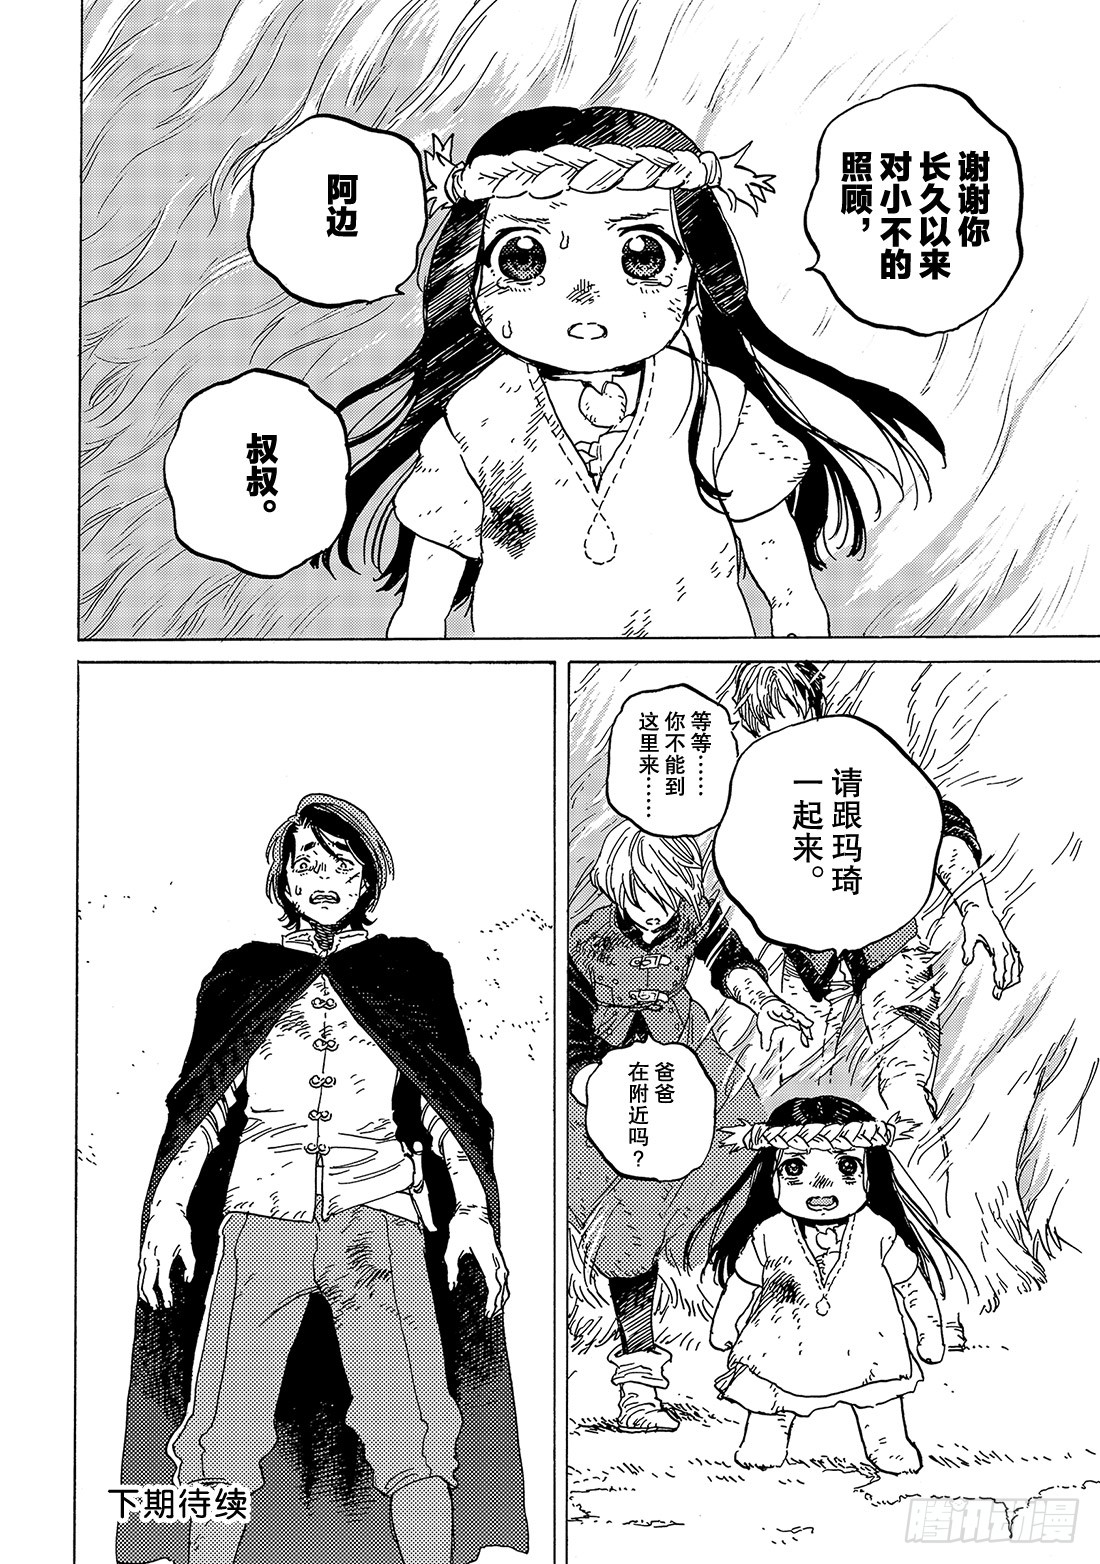 谢谢你
长久以来
对小不的
照顾，
阿边
叔叔。
请跟玛琦
一起来。
等等……
你不能到
这里来……
爸爸
在附近吗？
下期待续
腾讯动漫